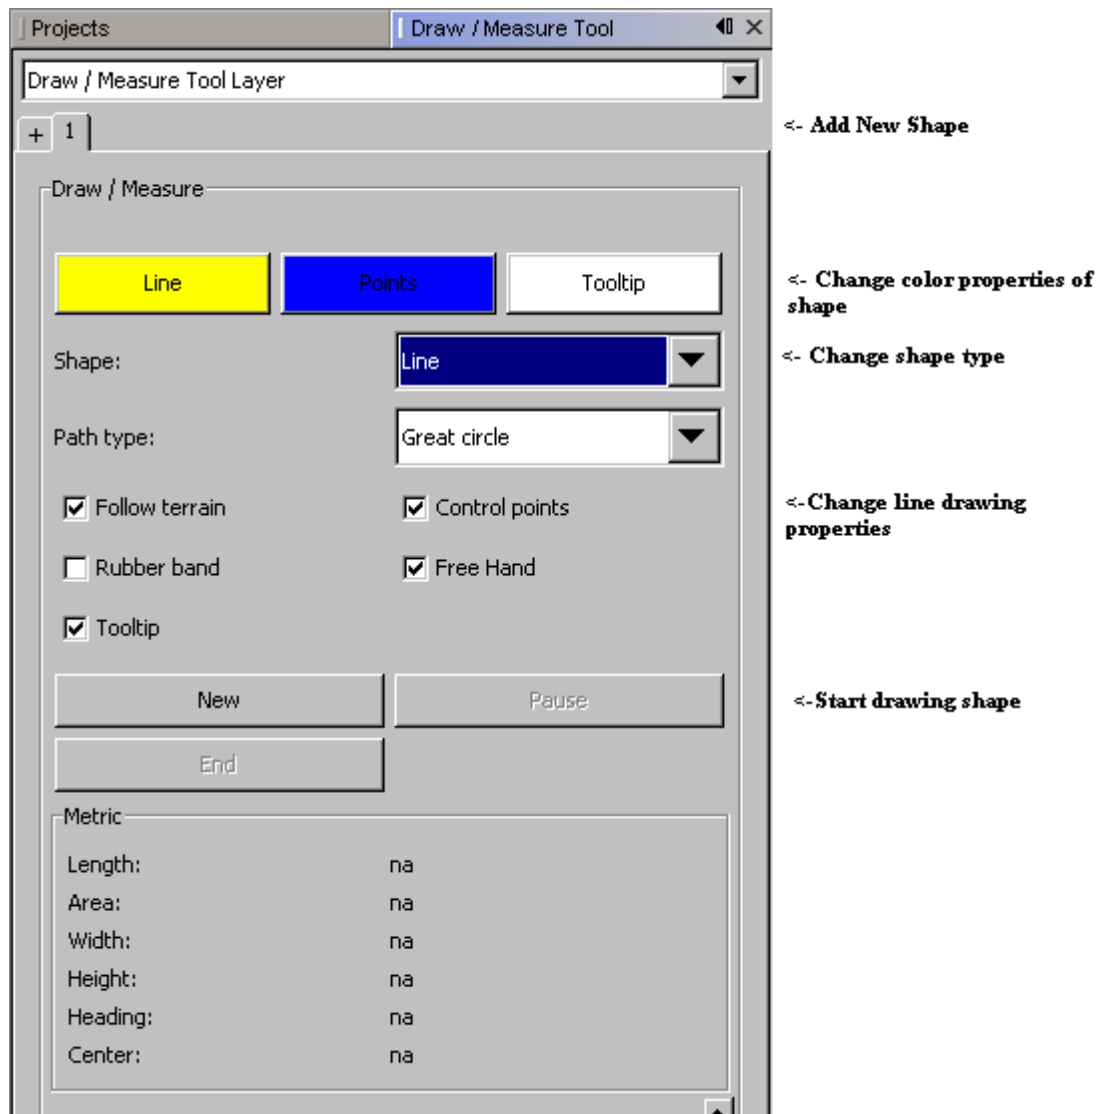 Projects
Draw / Measure Tool
Draw / Measure Tool Layer
+ 1
<- Add New Shape
Draw / Measure
Line Points Tooltip
<- Change color properties of
shape
Shape: Line
<- Change shape type
Path type: Great circle
Follow terrain Control points
<-Change line drawing
properties
Rubber band Free Hand
Tooltip
New Pause
<-Start drawing shape
End
Metric
Length: na
Area: na
Width: na
Height: na
Heading: na
Center: na